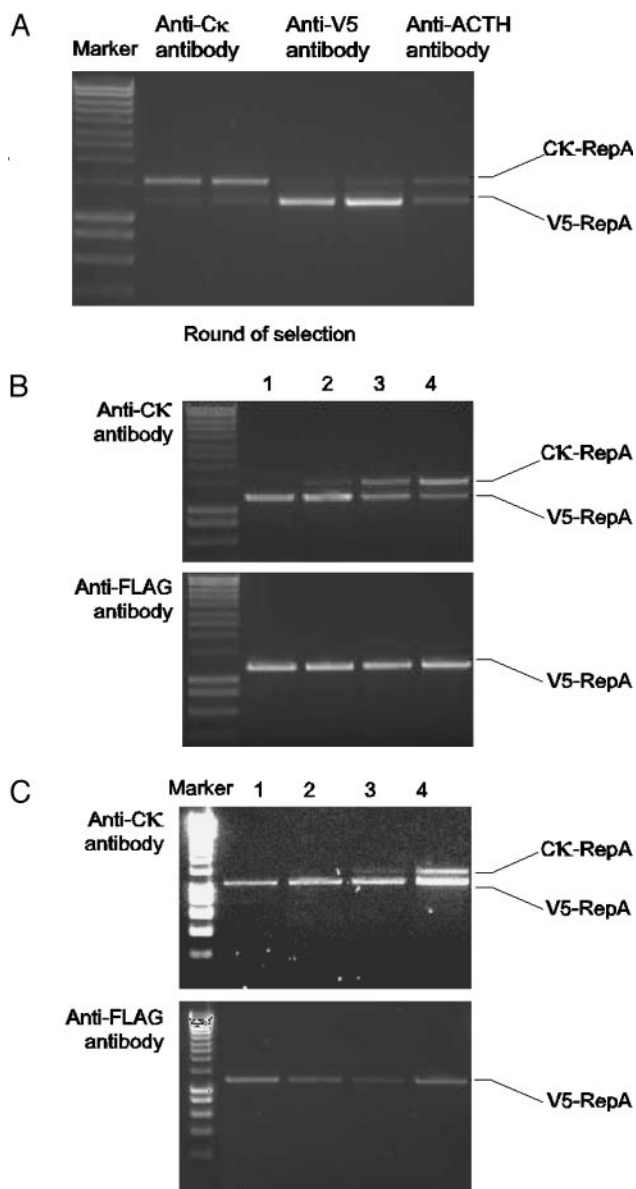 A
Marker
Anti-Cκ antibody
Anti-V5 antibody
Anti-ACTH antibody
CK-RepA
V5-RepA
Round of selection
B
1 2 3 4
Anti-CK antibody
CK-RepA
V5-RepA
Anti-FLAG antibody
V5-RepA
C
Marker 1 2 3 4
Anti-CK antibody
CK-RepA
V5-RepA
Anti-FLAG antibody
V5-RepA